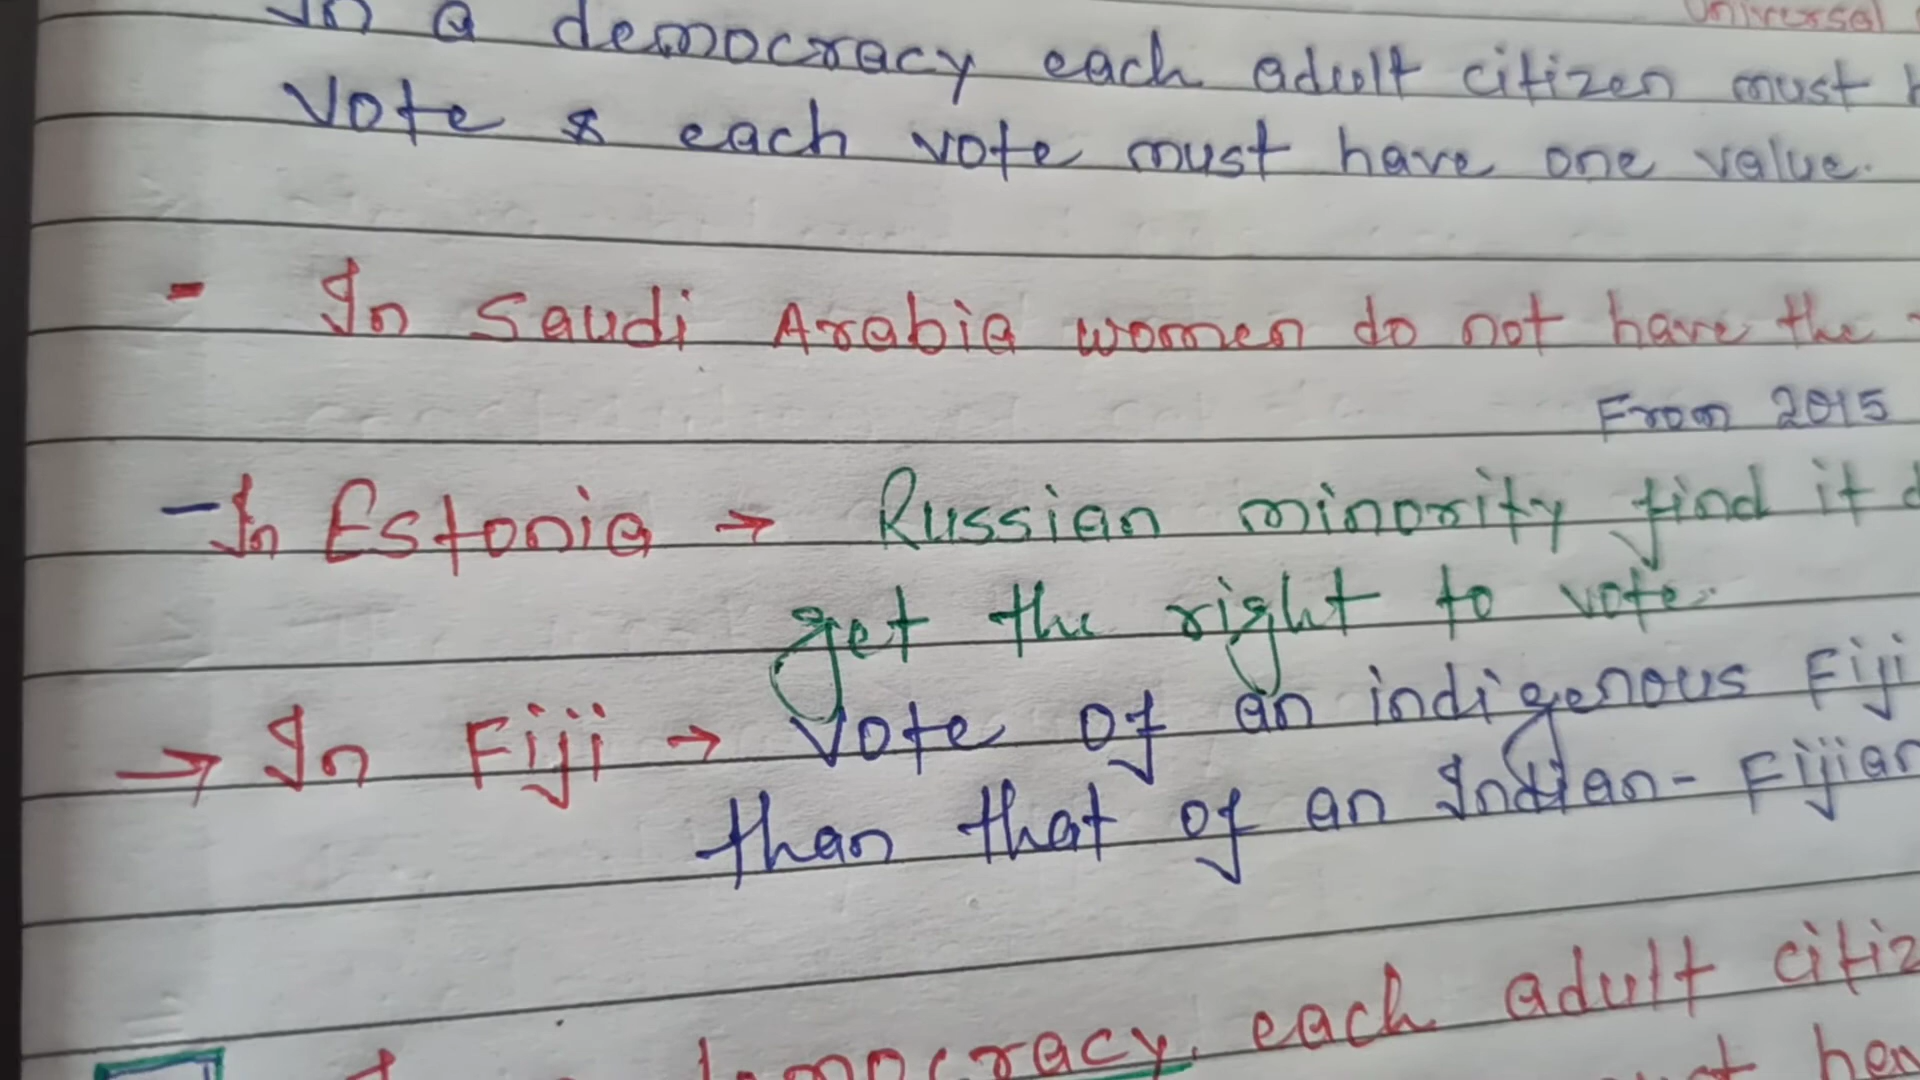 Universal
In a democracy each adult citizen must
Vote & each vote must have one value.
- In Saudi Arabia women do not have the
From 2015
- In Estonia → Russian minority find it
get the right to vote.
→ In Fiji → Vote of an indigenous Fiji
than that of an Indian-Fijian
democracy, each adult citiz